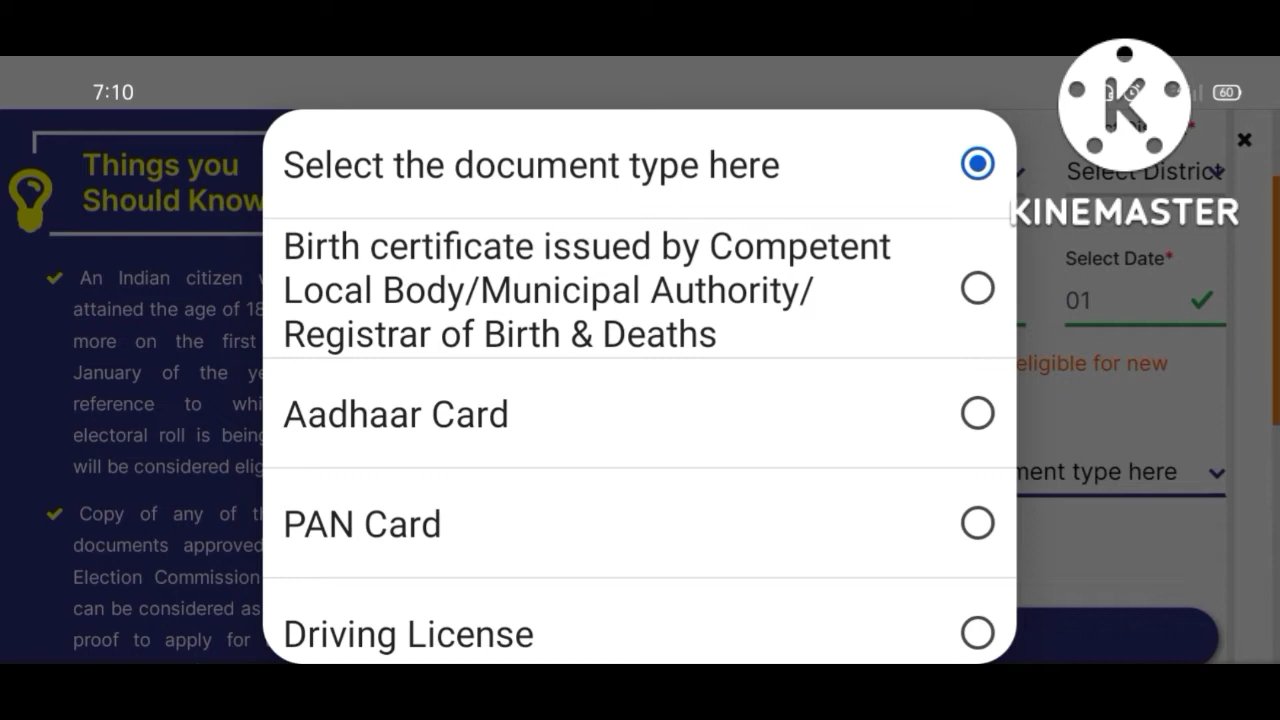 7:10
60
Things you
Should Know
An Indian citizen
attained the age of 18
more on the first
January of the
reference to
electoral roll is being
will be considered
Copy of any of
documents approved
Election Commission
can be considered as
proof to apply for
Select the document type here
Birth certificate issued by Competent
Local Body/Municipal Authority/
Registrar of Birth & Deaths
Aadhaar Card
PAN Card
Driving License
KINEMASTER
Select District
Select Date*
01
eligible for new
type here